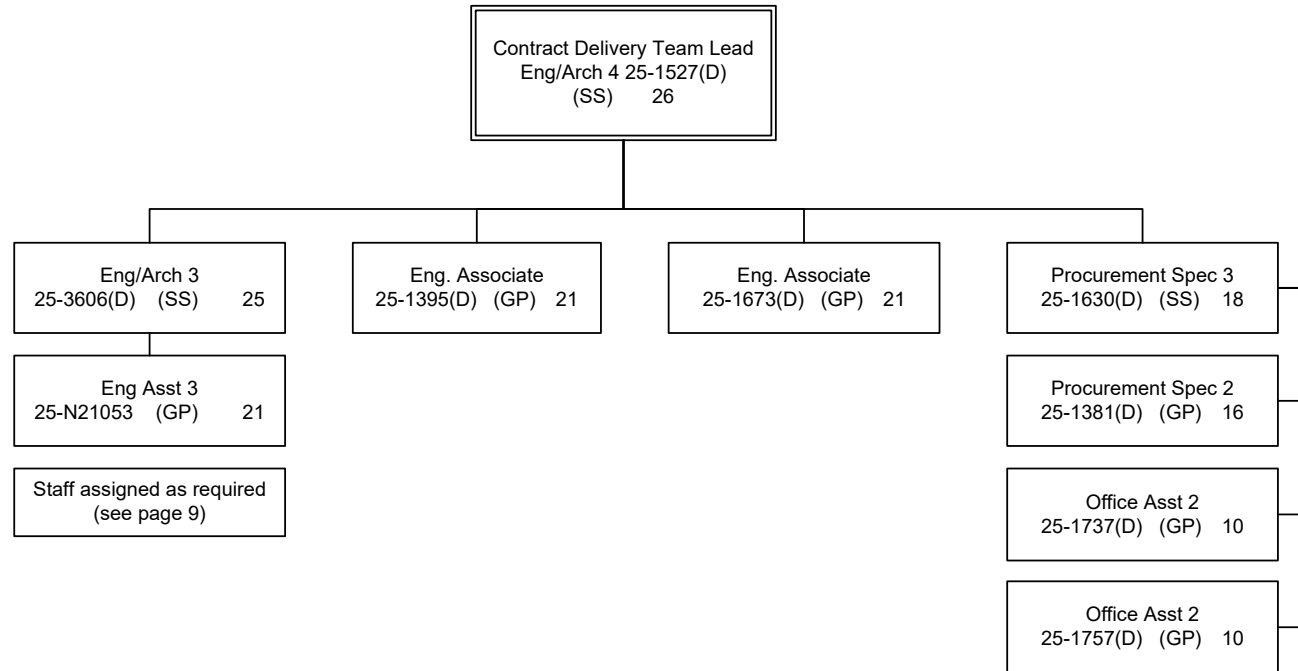 Contract Delivery Team Lead
Eng/Arch 4 25-1527(D)
(SS) 26
Eng/Arch 3
25-3606(D) (SS) 25
Eng. Associate
25-1395(D) (GP) 21
Eng. Associate
25-1673(D) (GP) 21
Procurement Spec 3
25-1630(D) (SS) 18
Eng Asst 3
25-N21053 (GP) 21
Procurement Spec 2
25-1381(D) (GP) 16
Staff assigned as required
(see page 9)
Office Asst 2
25-1737(D) (GP) 10
Office Asst 2
25-1757(D) (GP) 10